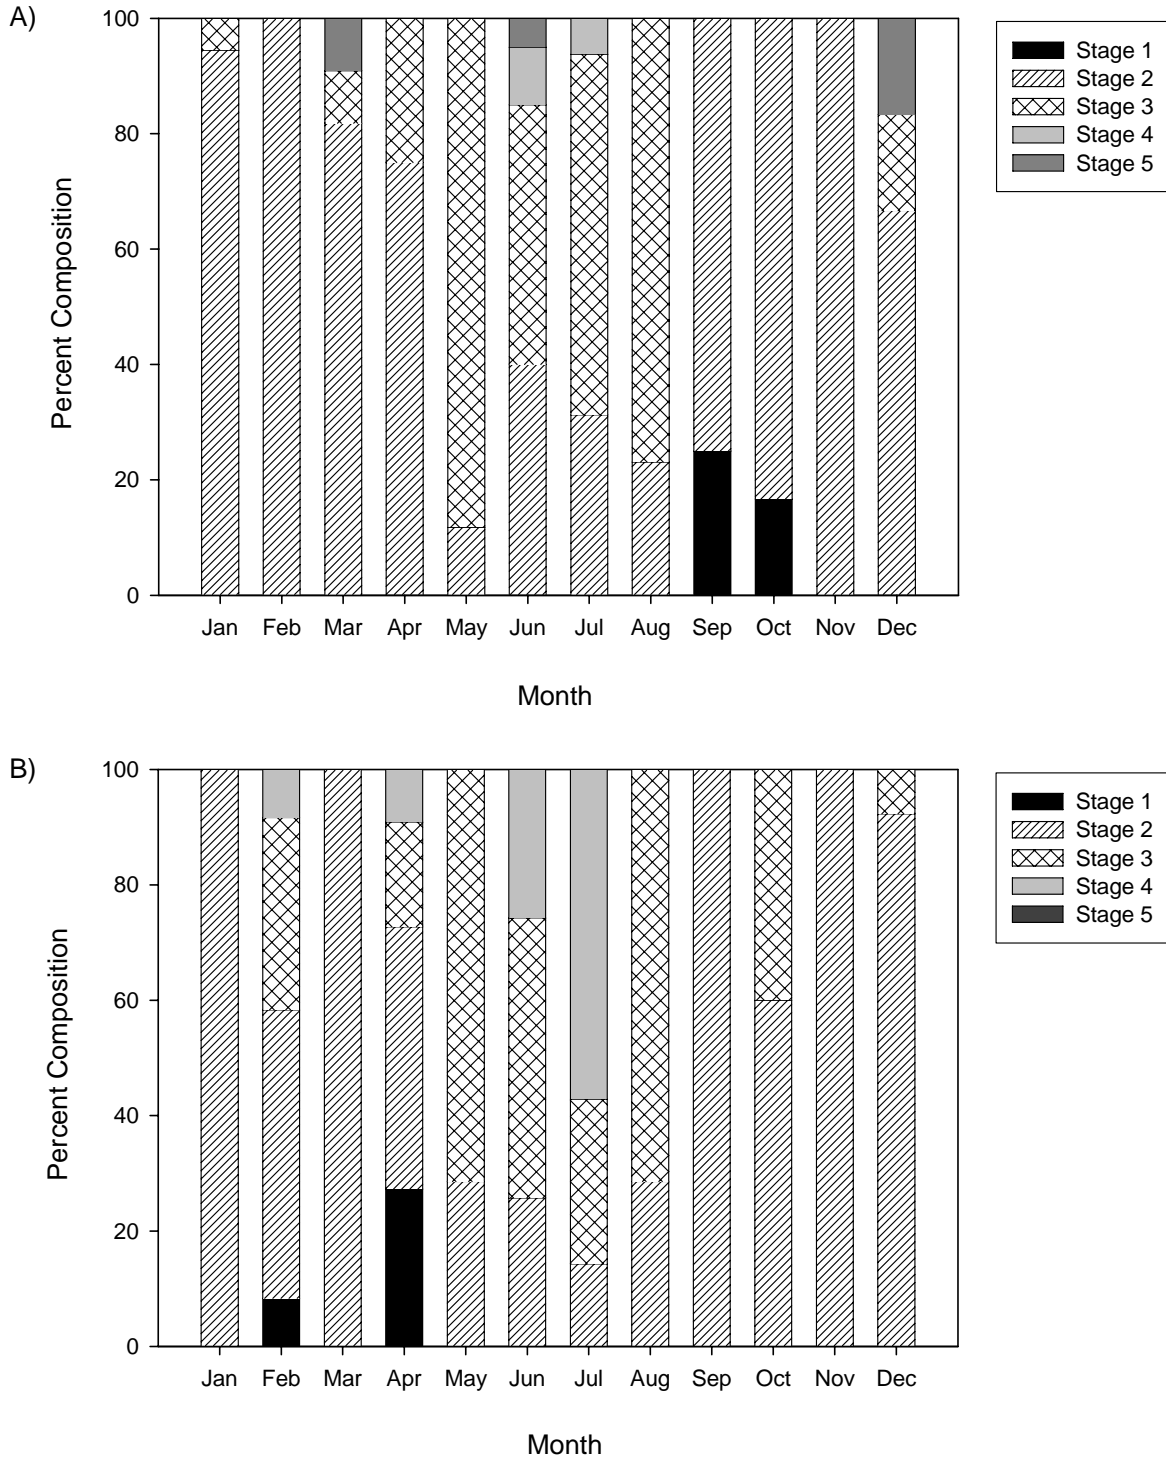 A)
100
80
60
40
20
0
Percent Composition
Jan Feb Mar Apr May Jun Jul Aug Sep Oct Nov Dec
Month
Stage 1
Stage 2
Stage 3
Stage 4
Stage 5
B)
100
80
60
40
20
0
Percent Composition
Jan Feb Mar Apr May Jun Jul Aug Sep Oct Nov Dec
Month
Stage 1
Stage 2
Stage 3
Stage 4
Stage 5